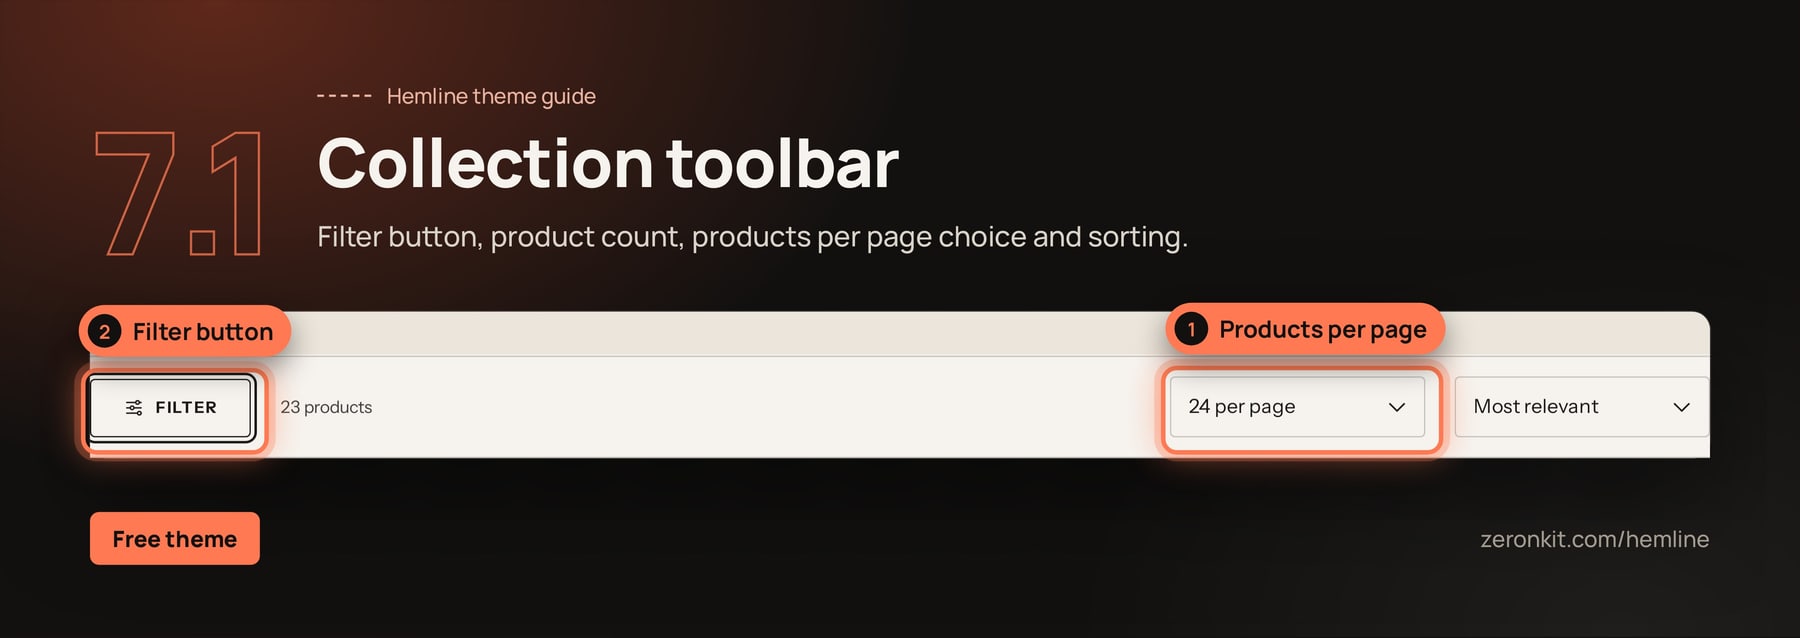 Hemline theme guide
7.1
Collection toolbar
Filter button, product count, products per page choice and sorting.
2 Filter button
1 Products per page
FILTER
23 products
24 per page
Most relevant
Free theme
zeronkit.com/hemline